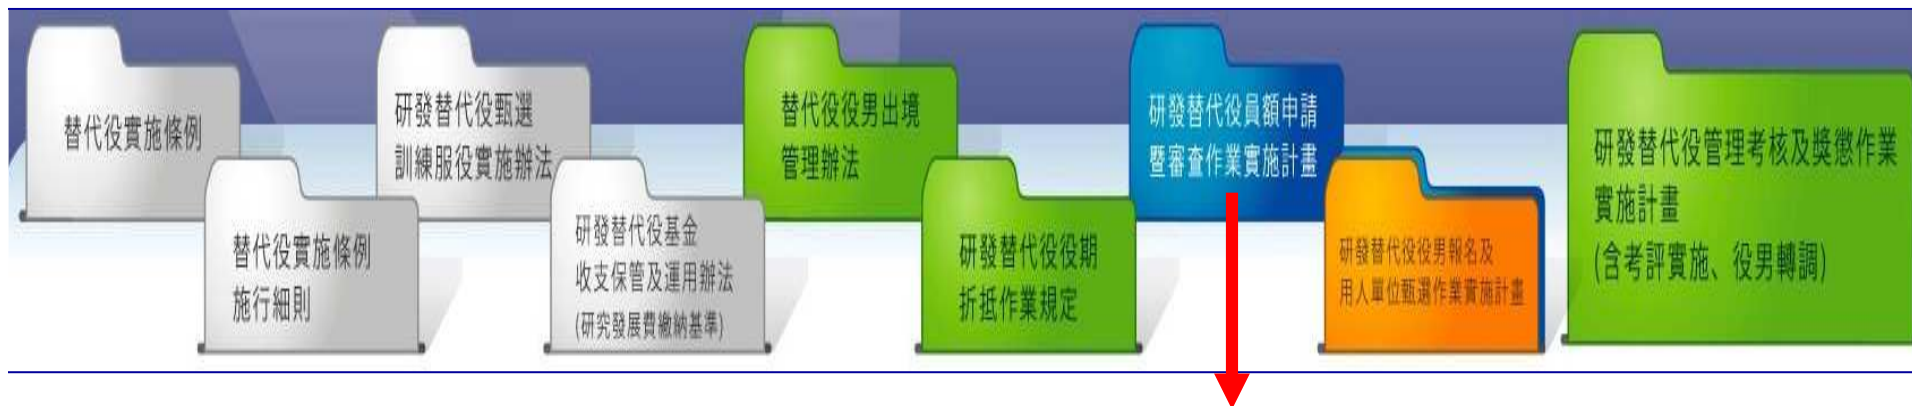 替代役實施條例
替代役實施條例
施行細則
研發替代役甄選
訓練服役實施辦法
研發替代役基金
收支保管及運用辦法
(研究發展費繳納基準)
替代役役男出境
管理辦法
研發替代役役期
折抵作業規定
研發替代役員額申請
暨審查作業實施計畫
研發替代役役男報名及
用人單位甄選作業實施計畫
研發替代役管理考核及獎懲作業
實施計畫
(含考評實施、役男轉調)